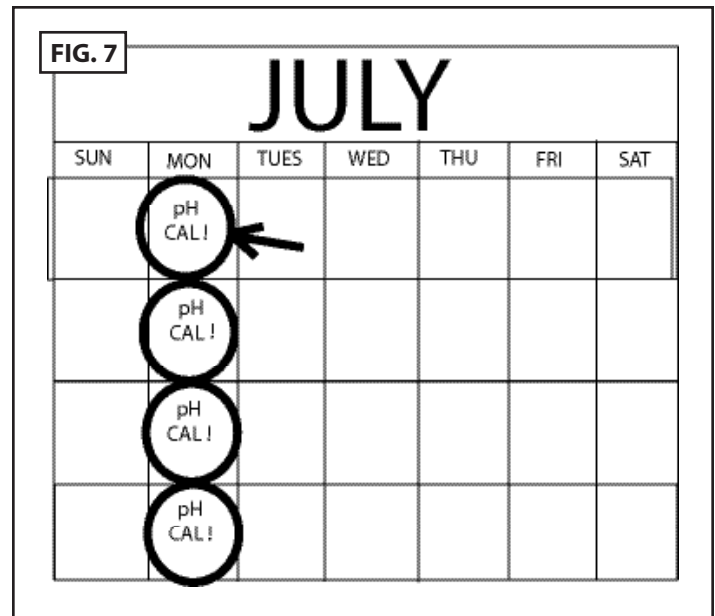 FIG. 7
JULY
SUN MON TUES WED THU FRI SAT
pH
CAL!
pH
CAL!
pH
CAL!
pH
CAL!